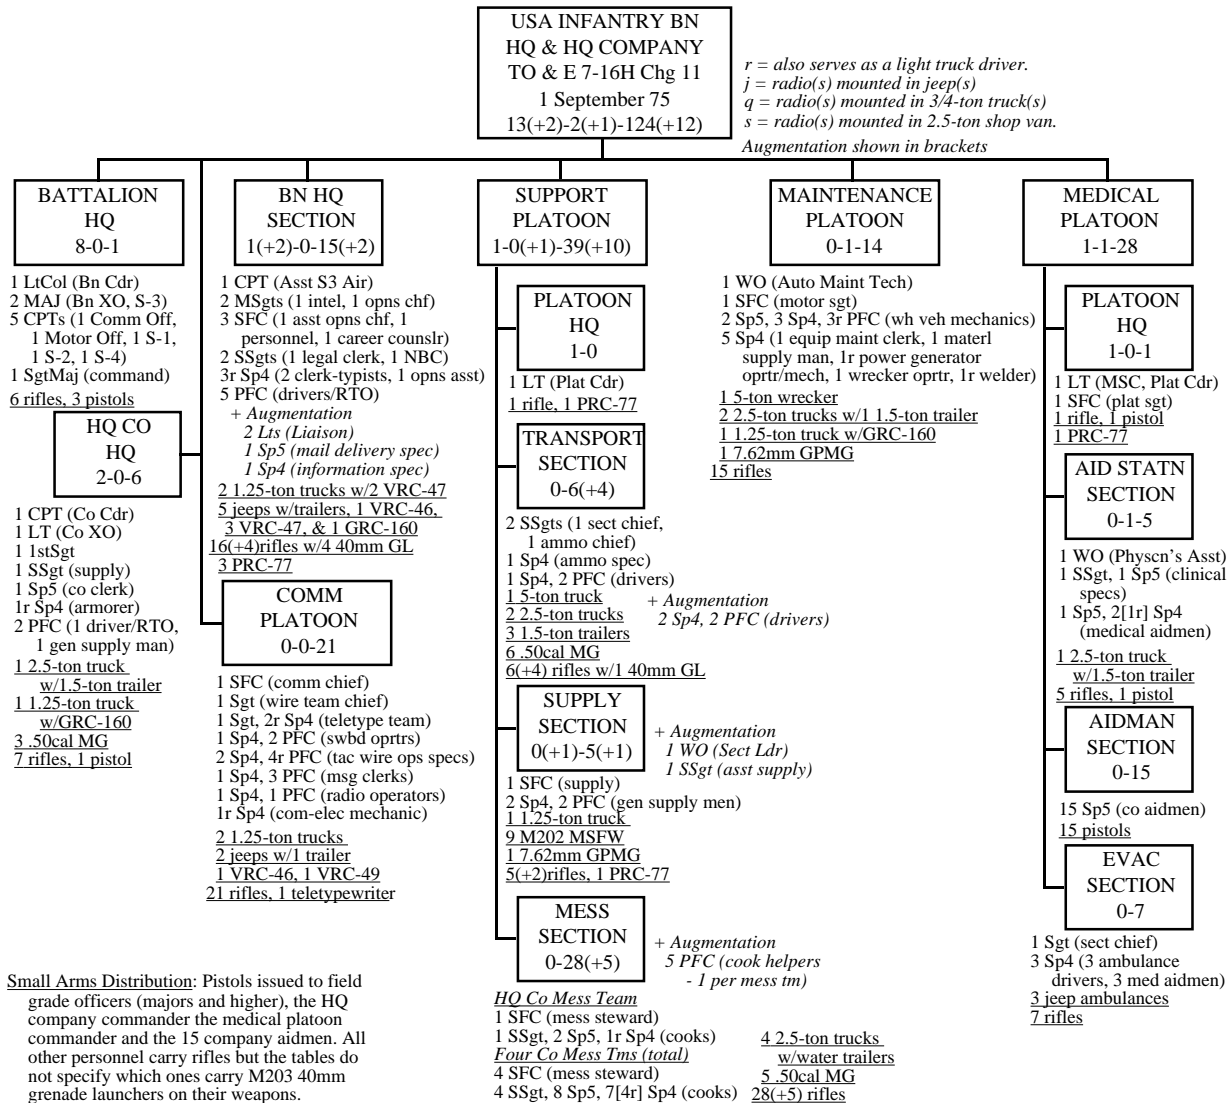 USA INFANTRY BN
HQ & HQ COMPANY
TO & E 7-16H Chg 11
1 September 75
13(+2)-2(+1)-124(+12)
r = also serves as a light truck driver.
j = radio(s) mounted in jeep(s)
q = radio(s) mounted in 3/4-ton truck(s)
s = radio(s) mounted in 2.5-ton shop van.
Augmentation shown in brackets
BATTALION
HQ
8-0-1
1 LtCol (Bn Cdr)
2 MAJ (Bn XO, S-3)
5 CPTs (1 Comm Off,
1 Motor Off, 1 S-1,
1 S-2, 1 S-4)
1 SgtMaj (command)
6 rifles, 3 pistols
HQ CO
HQ
2-0-6
1 CPT (Co Cdr)
1 LT (Co XO)
1 1stSgt
1 SSgt (supply)
1 Sp5 (co clerk)
1r Sp4 (armorer)
2 PFC (1 driver/RTO,
1 gen supply man)
1 2.5-ton truck
w/1.5-ton trailer
1 1.25-ton truck
w/GRC-160
3 .50cal MG
7 rifles, 1 pistol
BN HQ
SECTION
1(+2)-0-15(+2)
1 CPT (Asst S3 Air)
2 MSgts (1 intel, 1 opns chf)
3 SFC (1 asst opns chf, 1
personnel, 1 career counslr)
2 SSgts (1 legal clerk, 1 NBC)
3r Sp4 (2 clerk-typists, 1 opns asst)
5 PFC (drivers/RTO)
+ Augmentation
2 Lts (Liaison)
1 Sp5 (mail delivery spec)
1 Sp4 (information spec)
2 1.25-ton trucks w/2 VRC-47
5 jeeps w/trailers, 1 VRC-46,
3 VRC-47, & 1 GRC-160
16(+4)rifles w/4 40mm GL
3 PRC-77
COMM
PLATOON
0-0-21
1 SFC (comm chief)
1 Sgt (wire team chief)
1 Sgt, 2r Sp4 (teletype team)
1 Sp4, 2 PFC (swbd oprtrs)
2 Sp4, 4r PFC (tac wire ops specs)
1 Sp4, 3 PFC (msg clerks)
1 Sp4, 1 PFC (radio operators)
1r Sp4 (com-elec mechanic)
2 1.25-ton trucks
2 jeeps w/1 trailer
1 VRC-46, 1 VRC-49
21 rifles, 1 teletypewriter
SUPPORT
PLATOON
1-0(+1)-39(+10)
PLATOON
HQ
1-0
1 LT (Plat Cdr)
1 rifle, 1 PRC-77
TRANSPORT
SECTION
0-6(+4)
2 SSgts (1 sect chief,
1 ammo chief)
1 Sp4 (ammo spec)
1 Sp4, 2 PFC (drivers)
1 5-ton truck
2 2.5-ton trucks
3 1.5-ton trailers
6 .50cal MG
6(+4) rifles w/1 40mm GL
+ Augmentation
2 Sp4, 2 PFC (drivers)
SUPPLY
SECTION
0(+1)-5(+1)
+ Augmentation
1 WO (Sect Ldr)
1 SSgt (asst supply)
1 SFC (supply)
2 Sp4, 2 PFC (gen supply men)
1 1.25-ton truck
9 M202 MSFW
1 7.62mm GPMG
5(+2)rifles, 1 PRC-77
MESS
SECTION
0-28(+5)
+ Augmentation
5 PFC (cook helpers
- 1 per mess tm)
HQ Co Mess Team
1 SFC (mess steward)
1 SSgt, 2 Sp5, 1r Sp4 (cooks)
Four Co Mess Tms (total)
4 SFC (mess steward)
4 SSgt, 8 Sp5, 7[4r] Sp4 (cooks)
4 2.5-ton trucks
w/water trailers
5 .50cal MG
28(+5) rifles
MAINTENANCE
PLATOON
0-1-14
1 WO (Auto Maint Tech)
1 SFC (motor sgt)
2 Sp5, 3 Sp4, 3r PFC (wh veh mechanics)
5 Sp4 (1 equip maint clerk, 1 materl
supply man, 1r power generator
oprtr/mech, 1 wrecker oprtr, 1r welder)
1 5-ton wrecker
2 2.5-ton trucks w/1 1.5-ton trailer
1 1.25-ton truck w/GRC-160
1 7.62mm GPMG
15 rifles
MEDICAL
PLATOON
1-1-28
PLATOON
HQ
1-0-1
1 LT (MSC, Plat Cdr)
1 SFC (plat sgt)
1 rifle, 1 pistol
1 PRC-77
AID STATN
SECTION
0-1-5
1 WO (Physcn's Asst)
1 SSgt, 1 Sp5 (clinical
specs)
1 Sp5, 2[1r] Sp4
(medical aidmen)
1 2.5-ton truck
w/1.5-ton trailer
5 rifles, 1 pistol
AIDMAN
SECTION
0-15
15 Sp5 (co aidmen)
15 pistols
EVAC
SECTION
0-7
1 Sgt (sect chief)
3 Sp4 (3 ambulance
drivers, 3 med aidmen)
3 jeep ambulances
7 rifles
Small Arms Distribution: Pistols issued to field
grade officers (majors and higher), the HQ
company commander the medical platoon
commander and the 15 company aidmen. All
other personnel carry rifles but the tables do
not specify which ones carry M203 40mm
grenade launchers on their weapons.